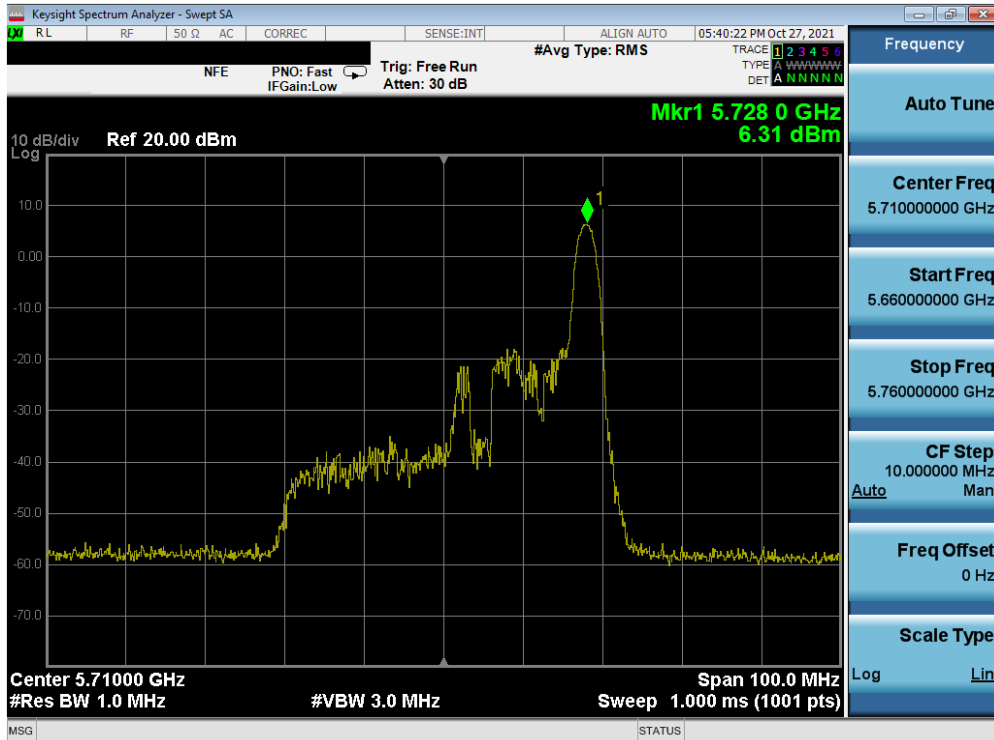 Keysight Spectrum Analyzer - Swept SA
LXI RL RF 50 Ω AC CORREC SENSE:INT ALIGN AUTO 05:40:22 PM Oct 27, 2021
#Avg Type: RMS TRACE 1 2 3 4 5 6
NFE PNO: Fast Trig: Free Run TYPE A WWWWW
IFGain:Low Atten: 30 dB DET A N N N N N
Mkr1 5.728 0 GHz
6.31 dBm
10 dB/div Ref 20.00 dBm
Log
1
10.0
0.00
-10.0
-20.0
-30.0
-40.0
-50.0
-60.0
-70.0
Center 5.71000 GHz Span 100.0 MHz
#Res BW 1.0 MHz #VBW 3.0 MHz Sweep 1.000 ms (1001 pts)
MSG STATUS
Frequency
Auto Tune
Center Freq
5.710000000 GHz
Start Freq
5.660000000 GHz
Stop Freq
5.760000000 GHz
CF Step
10.000000 MHz
Auto Man
Freq Offset
0 Hz
Scale Type
Log Lin